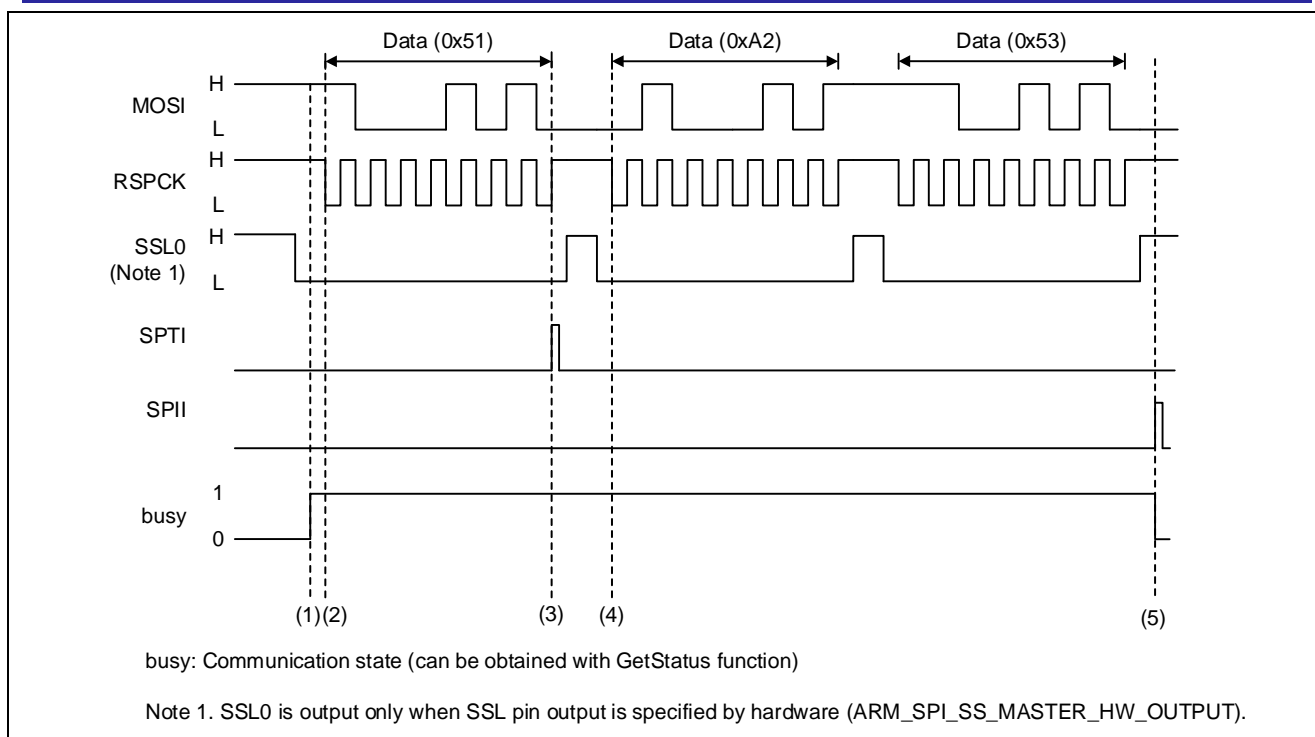 Data (0x51) Data (0xA2) Data (0x53)
H
MOSI
L
H
RSPCK
L
H
SSL0
(Note 1)
L
SPTI
SPII
1
busy
0
(1) (2) (3) (4) (5)
busy: Communication state (can be obtained with GetStatus function)
Note 1. SSL0 is output only when SSL pin output is specified by hardware (ARM_SPI_SS_MASTER_HW_OUTPUT).